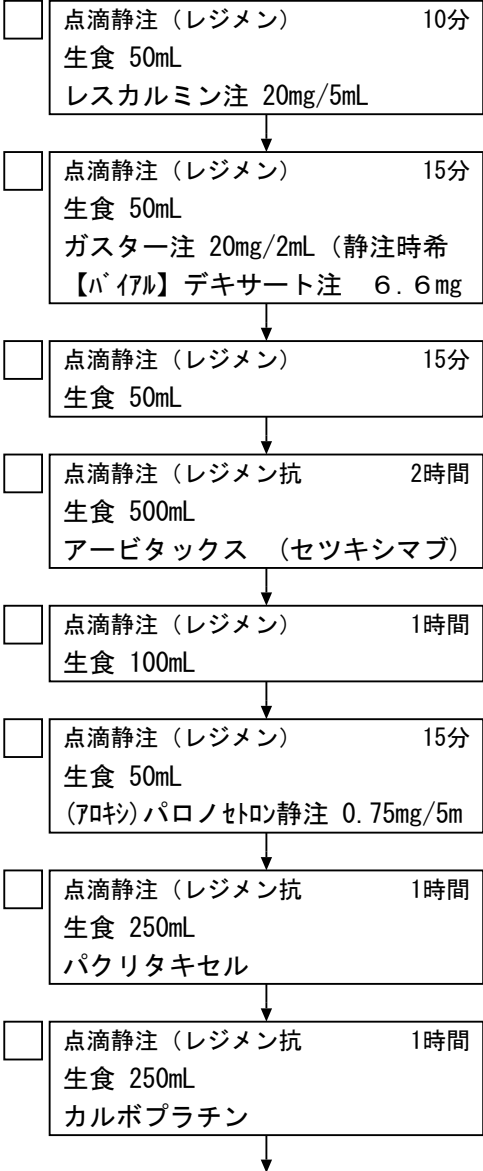 点滴静注（レジメン） 10分
生食 50mL
レスカルミン注 20mg/5mL
点滴静注（レジメン） 15分
生食 50mL
ガスター注 20mg/2mL（静注時希
【ﾊﾞｲｱﾙ】デキサート注 ６.６mg
点滴静注（レジメン） 15分
生食 50mL
点滴静注（レジメン抗 2時間
生食 500mL
アービタックス （セツキシマブ）
点滴静注（レジメン） 1時間
生食 100mL
点滴静注（レジメン） 15分
生食 50mL
(ｱﾛｷｼ)パロノｾﾄﾛﾝ静注 0.75mg/5m
点滴静注（レジメン抗 1時間
生食 250mL
パクリタキセル
点滴静注（レジメン抗 1時間
生食 250mL
カルボプラチン